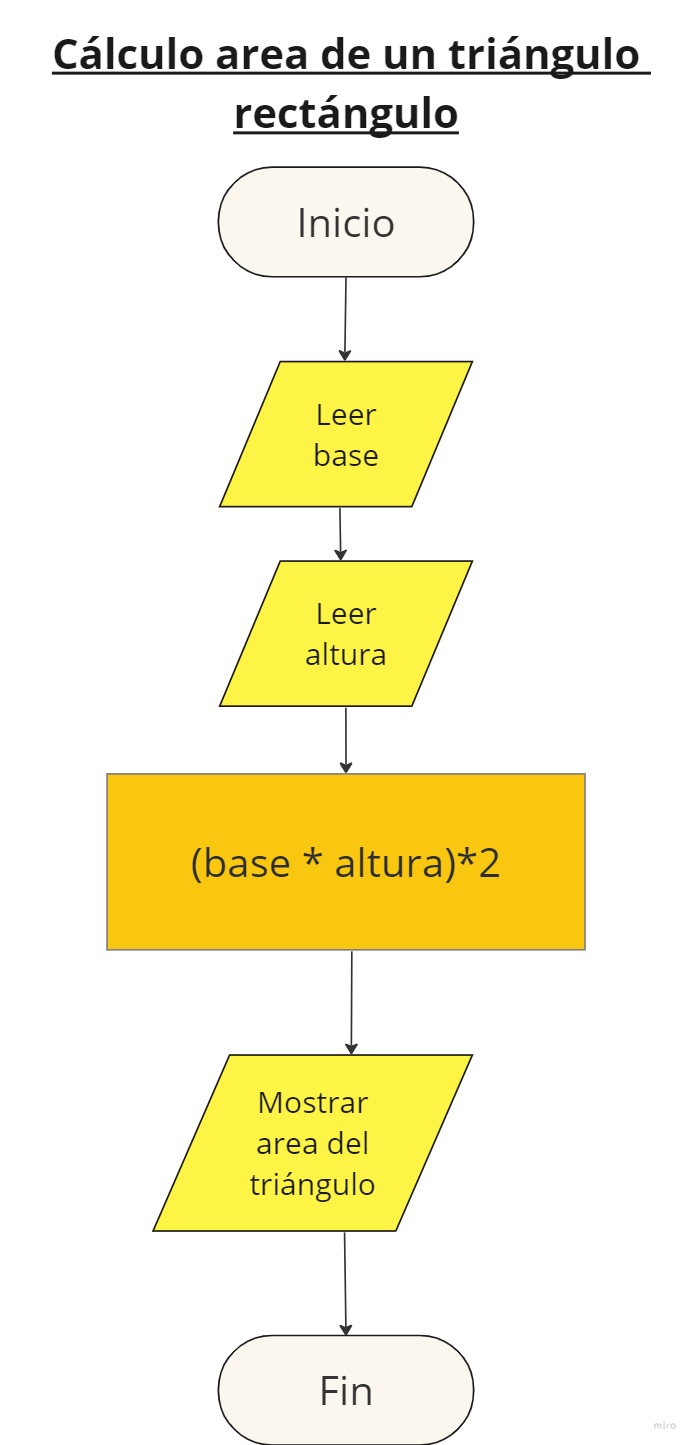 Cálculo area de un triángulo
rectángulo
Inicio
Leer
base
Leer
altura
(base * altura)*2
Mostrar
area del
triángulo
Fin
miro